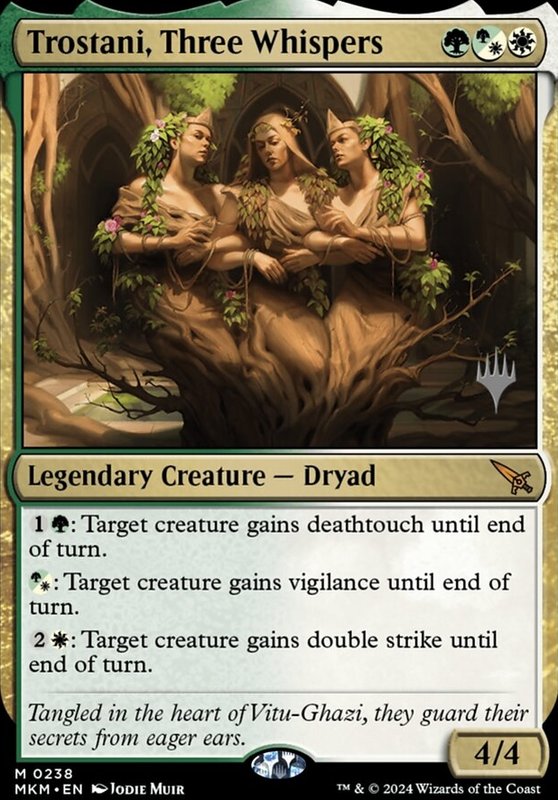 Trostani, Three Whispers
Legendary Creature — Dryad
1 : Target creature gains deathtouch until end
of turn.
: Target creature gains vigilance until end of
turn.
2 : Target creature gains double strike until
end of turn.
Tangled in the heart of Vitu-Ghazi, they guard their
secrets from eager ears.
4/4
M 0238
MKM • EN Jodie Muir
™ & © 2024 Wizards of the Coast